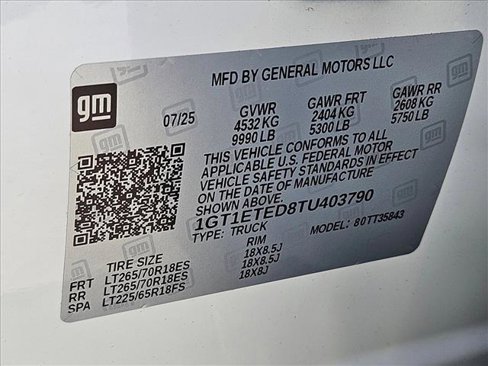 MFD BY GENERAL MOTORS LLC
gm
07/25 GVWR GAWR FRT GAWR RR
4532 KG 2404 KG 2608 KG
9990 LB 5300 LB 5750 LB
THIS VEHICLE CONFORMS TO ALL
APPLICABLE U.S. FEDERAL MOTOR
VEHICLE SAFETY STANDARDS IN EFFECT
ON THE DATE OF MANUFACTURE
SHOWN ABOVE.
1GT1ETED8TU403790
TYPE: TRUCK MODEL: 80TT35843
TIRE SIZE RIM
FRT LT265/70R18ES 18X8.5J
RR LT265/70R18ES 18X8.5J
SPA LT225/65R18FS 18X8J